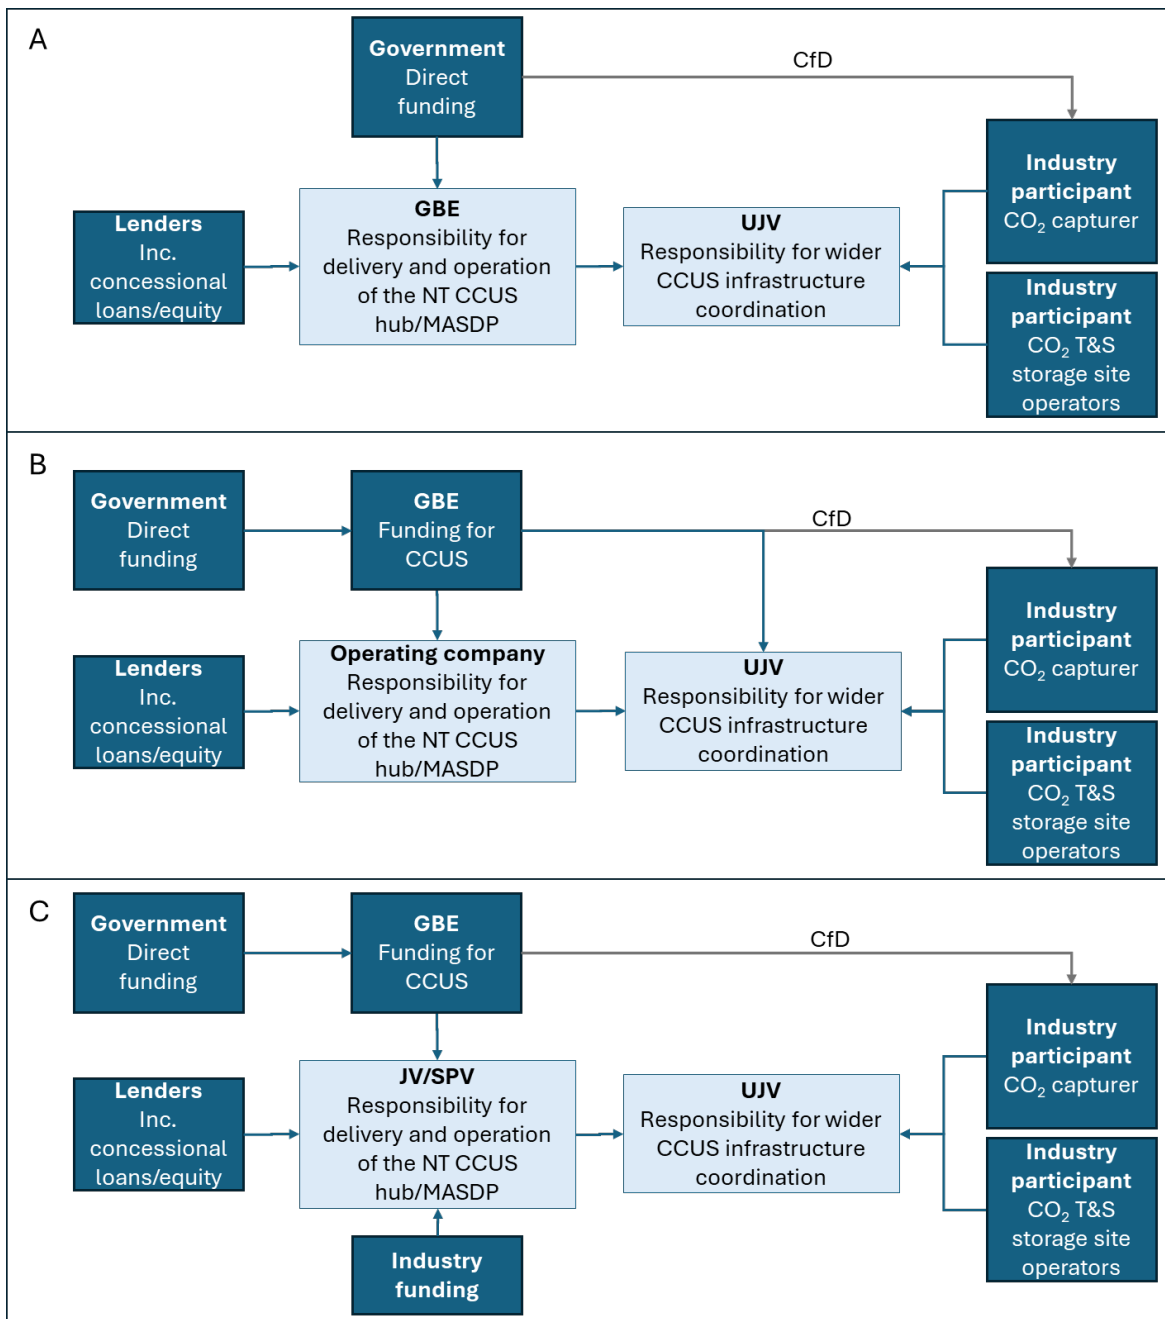 A
Government
Direct
funding
CfD
Lenders
Inc.
concessional
loans/equity
GBE
Responsibility for
delivery and operation
of the NT CCUS
hub/MASDP
UJV
Responsibility for wider
CCUS infrastructure
coordination
Industry
participant
CO₂ capturer
Industry
participant
CO₂ T&S
storage site
operators
B
Government
Direct
funding
GBE
Funding for
CCUS
CfD
Lenders
Inc.
concessional
loans/equity
Operating company
Responsibility for
delivery and operation
of the NT CCUS
hub/MASDP
UJV
Responsibility for wider
CCUS infrastructure
coordination
Industry
participant
CO₂ capturer
Industry
participant
CO₂ T&S
storage site
operators
C
Government
Direct
funding
GBE
Funding for
CCUS
CfD
Lenders
Inc.
concessional
loans/equity
JV/SPV
Responsibility for
delivery and operation
of the NT CCUS
hub/MASDP
UJV
Responsibility for wider
CCUS infrastructure
coordination
Industry
participant
CO₂ capturer
Industry
participant
CO₂ T&S
storage site
operators
Industry
funding